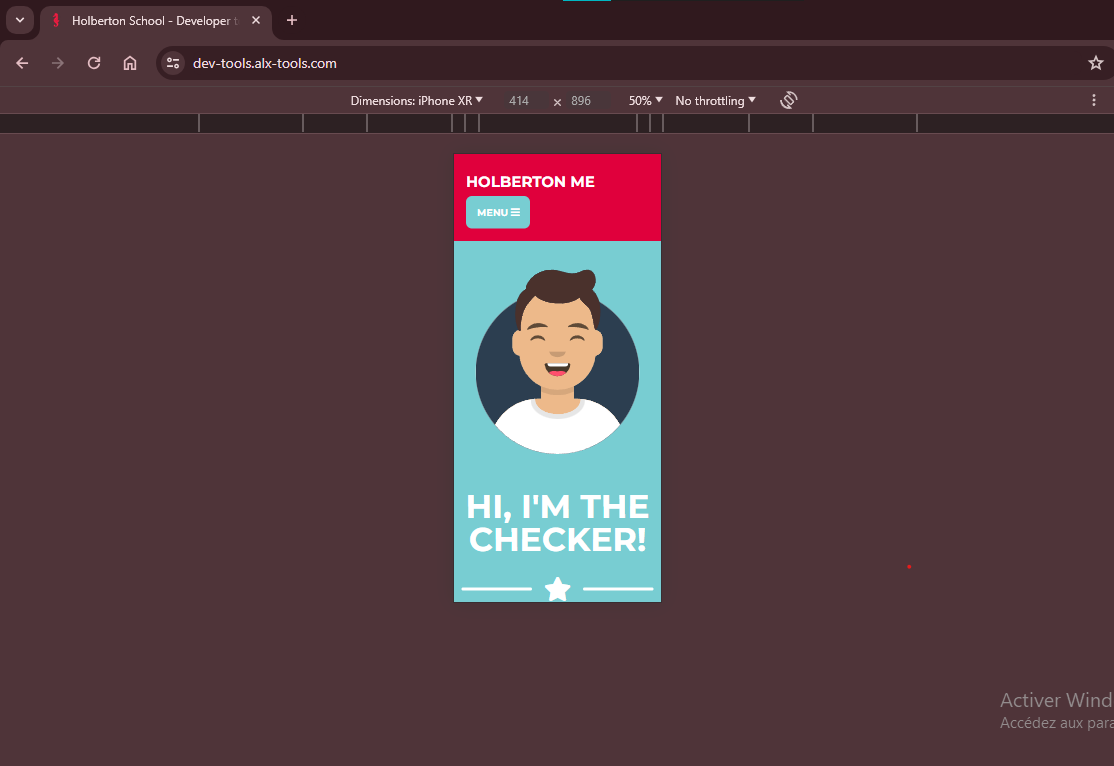 Holberton School - Developer t
dev-tools.alx-tools.com
Dimensions: iPhone XR 414 × 896 50% No throttling
HOLBERTON ME
MENU
HI, I'M THE
CHECKER!
Activer Wind
Accédez aux para